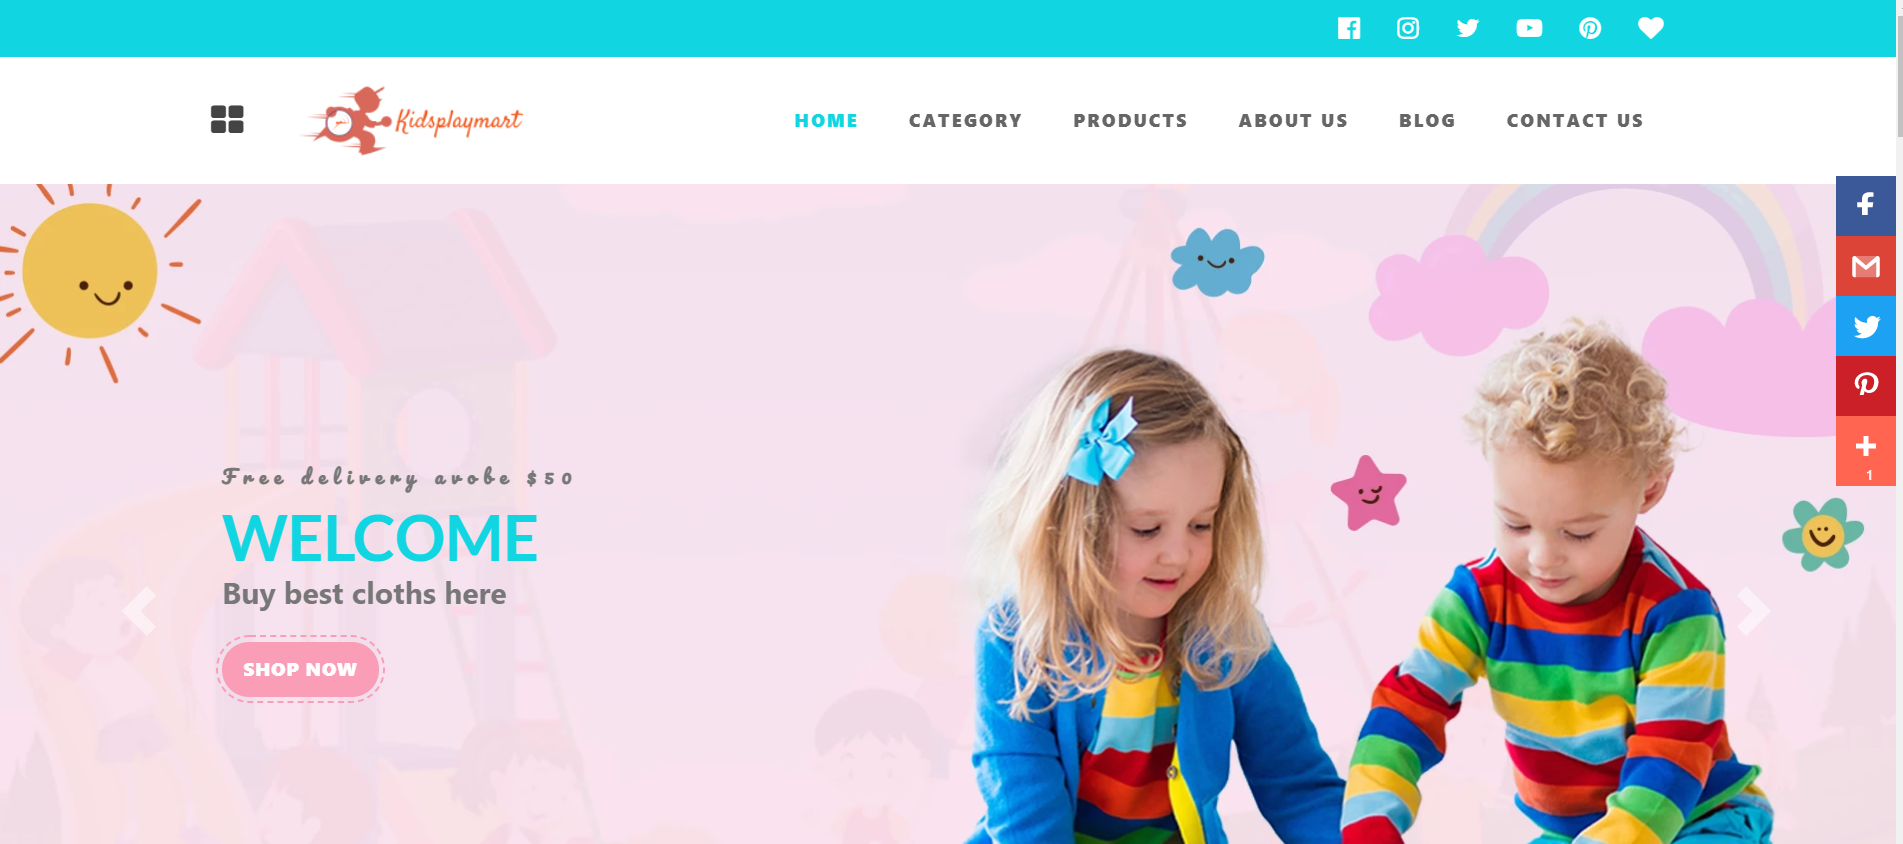 Kidsplaymart
HOME CATEGORY PRODUCTS ABOUT US BLOG CONTACT US
Free delivery avobe $50
WELCOME
Buy best cloths here
SHOP NOW
1